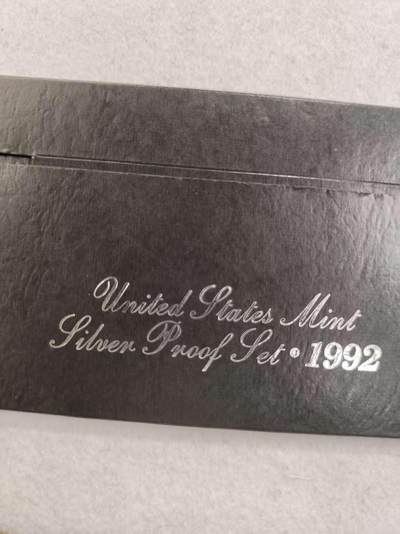 United States Mint
Silver Proof Set ® 1992